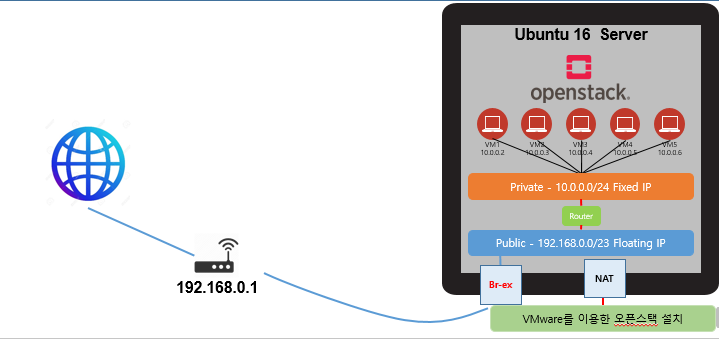 Ubuntu 16 Server
openstack.
VM1 VM2 VM3 VM4 VM5
10.0.0.2 10.0.0.3 10.0.0.4 10.0.0.5 10.0.0.6
Private - 10.0.0.0/24 Fixed IP
Router
Public - 192.168.0.0/23 Floating IP
Br-ex
NAT
192.168.0.1
VMware를 이용한 오픈스택 설치